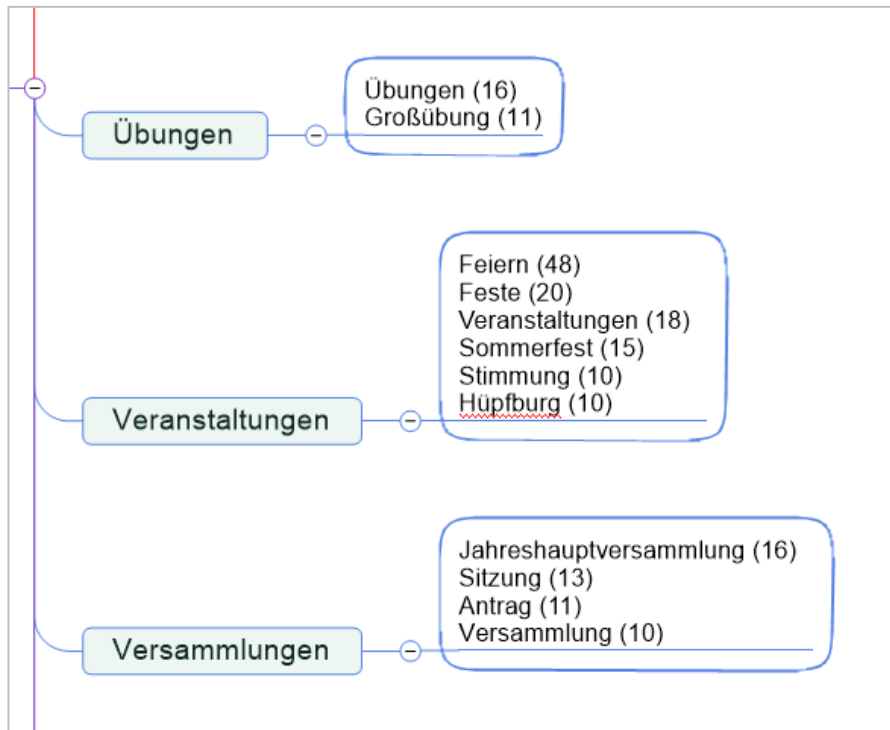 Übungen
Übungen (16)
Großübung (11)
Veranstaltungen
Feiern (48)
Feste (20)
Veranstaltungen (18)
Sommerfest (15)
Stimmung (10)
Hüpfburg (10)
Versammlungen
Jahreshauptversammlung (16)
Sitzung (13)
Antrag (11)
Versammlung (10)